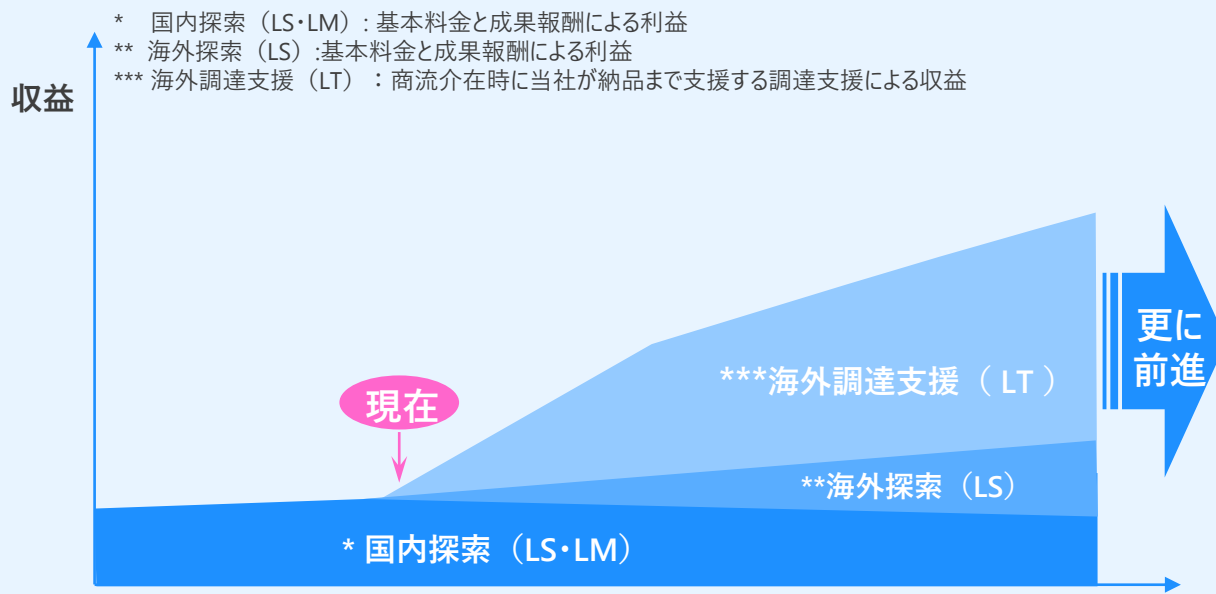 * 国内探索（LS・LM）: 基本料金と成果報酬による利益
** 海外探索（LS）:基本料金と成果報酬による利益
*** 海外調達支援（LT）：商流介在時に当社が納品まで支援する調達支援による収益
収益
更に
前進
***海外調達支援（ LT ）
現在
**海外探索（LS）
* 国内探索（LS・LM）